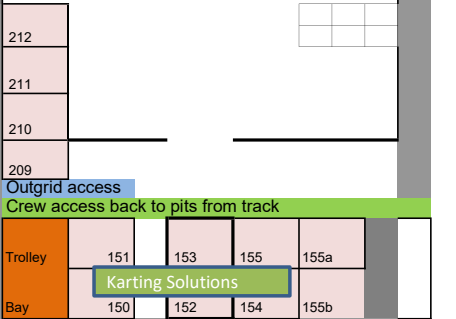 212
211
210
209
Outgrid access
Crew access back to pits from track
Trolley 151 153 155 155a
Karting Solutions
Bay 150 152 154 155b